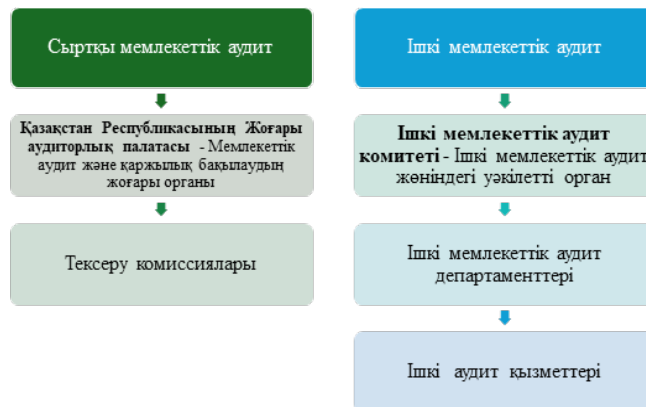 Сыртқы мемлекеттік аудит
Қазақстан Республикасының Жоғары
аудиторлық палатасы - Мемлекеттік
аудит және қаржылық бақылаудың
жоғары органы
Тексеру комиссиялары
Ішкі мемлекеттік аудит
Ішкі мемлекеттік аудит
комитеті - Ішкі мемлекеттік аудит
жөніндегі уәкілетті орган
Ішкі мемлекеттік аудит
департаменттері
Ішкі аудит қызметтері